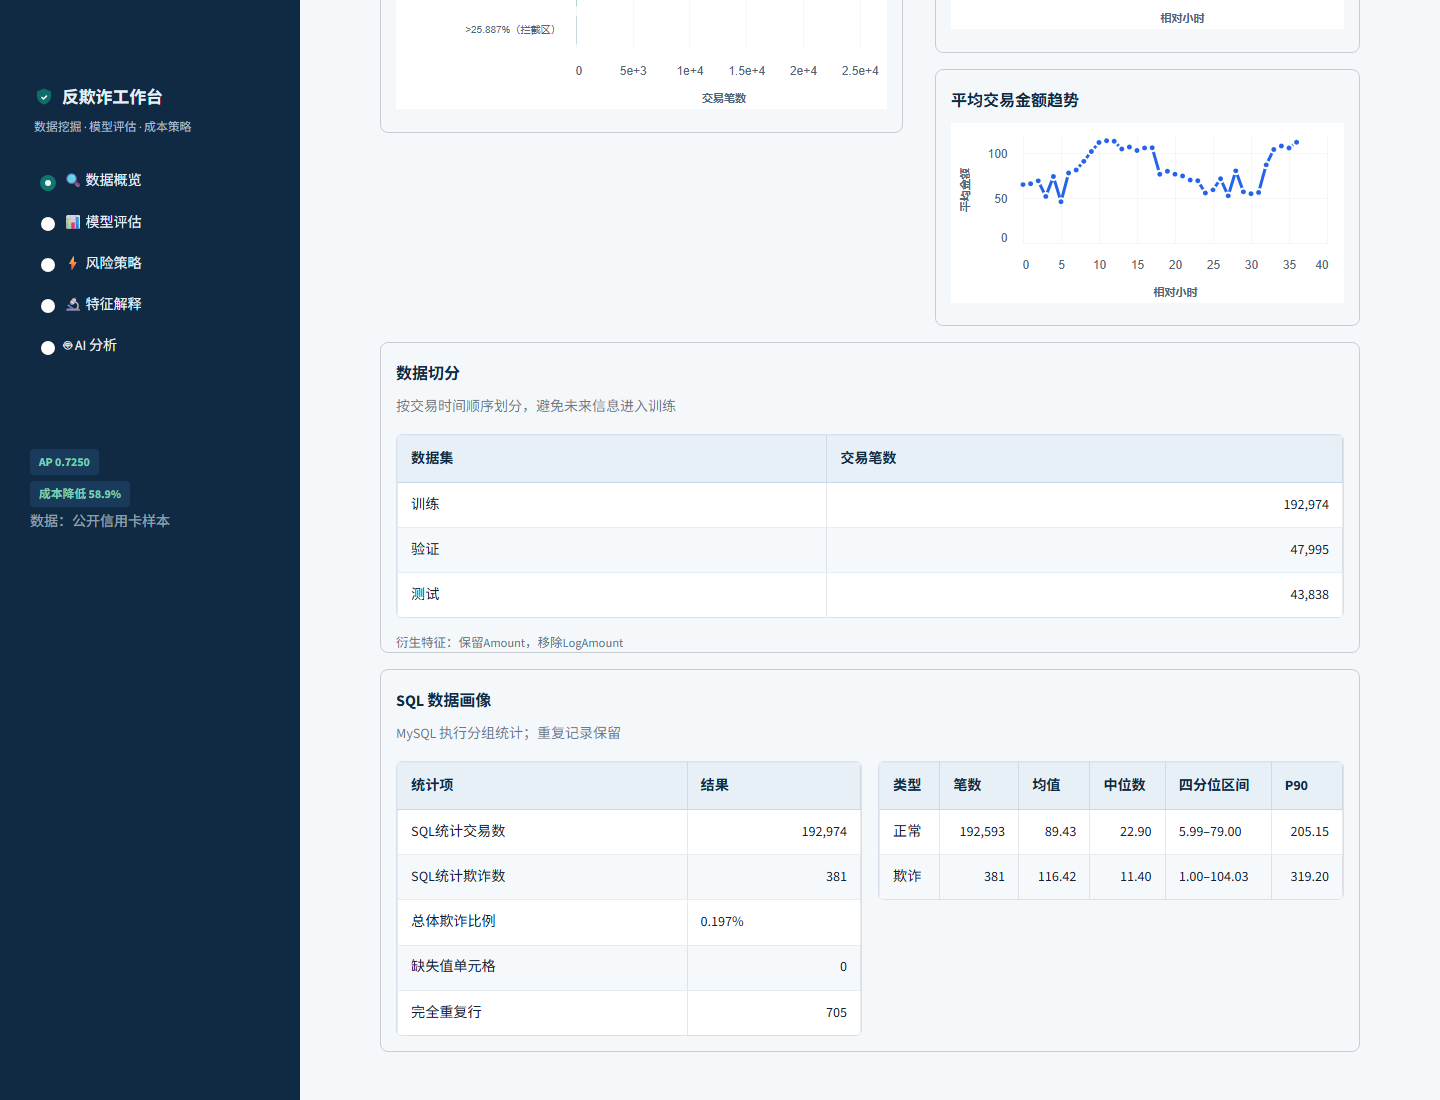 反欺诈工作台
数据挖掘 · 模型评估 · 成本策略
数据概览
模型评估
风险策略
特征解释
AI 分析
AP 0.7250
成本降低 58.9%
数据：公开信用卡样本
>25.887%（拦截区）
0 5e+3 1e+4 1.5e+4 2e+4 2.5e+4
交易笔数
相对小时
平均交易金额趋势
平均金额
100
50
0
0 5 10 15 20 25 30 35 40
相对小时
数据切分
按交易时间顺序划分，避免未来信息进入训练
数据集 交易笔数
训练 192,974
验证 47,995
测试 43,838
衍生特征：保留Amount，移除LogAmount
SQL 数据画像
MySQL 执行分组统计；重复记录保留
统计项 结果
SQL统计交易数 192,974
SQL统计欺诈数 381
总体欺诈比例 0.197%
缺失值单元格 0
完全重复行 705
类型 笔数 均值 中位数 四分位区间 P90
正常 192,593 89.43 22.90 5.99–79.00 205.15
欺诈 381 116.42 11.40 1.00–104.03 319.20